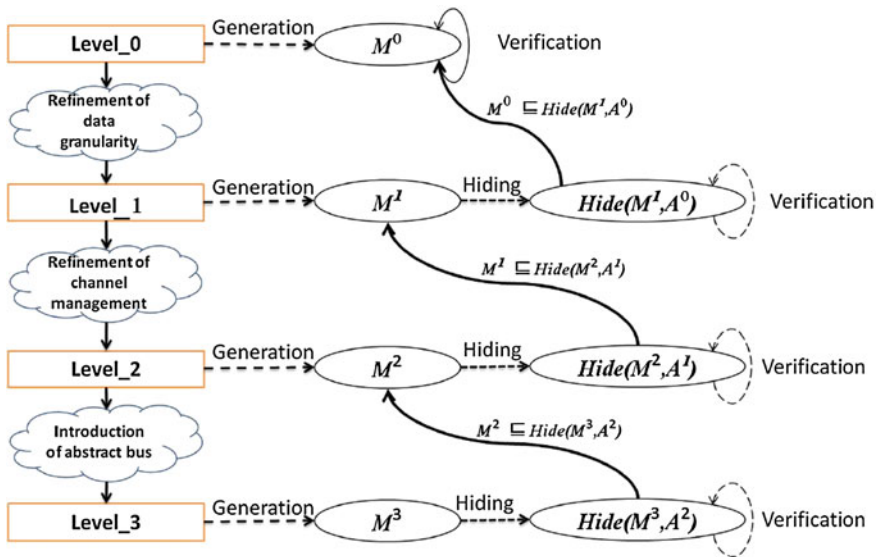 Level_0
Generation
M⁰
Verification
Refinement of
data
granularity
M⁰ ⊑ Hide(M¹,A⁰)
Level_1
Generation
M¹
Hiding
Hide(M¹,A⁰)
Verification
Refinement of
channel
management
M¹ ⊑ Hide(M²,A¹)
Level_2
Generation
M²
Hiding
Hide(M²,A¹)
Verification
Introduction
of abstract bus
M² ⊑ Hide(M³,A²)
Level_3
Generation
M³
Hiding
Hide(M³,A²)
Verification